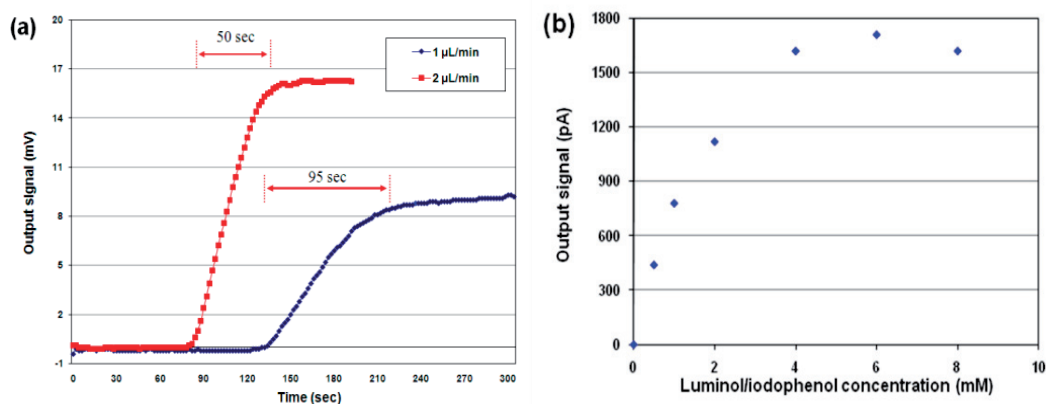 (a)
Output signal (mV)
20
17
14
11
8
5
2
-1
50 sec
95 sec
1 µL/min
2 µL/min
0 30 60 90 120 150 180 210 240 270 300
Time (sec)
(b)
Output signal (pA)
1800
1500
1200
900
600
300
0
0 2 4 6 8 10
Luminol/iodophenol concentration (mM)